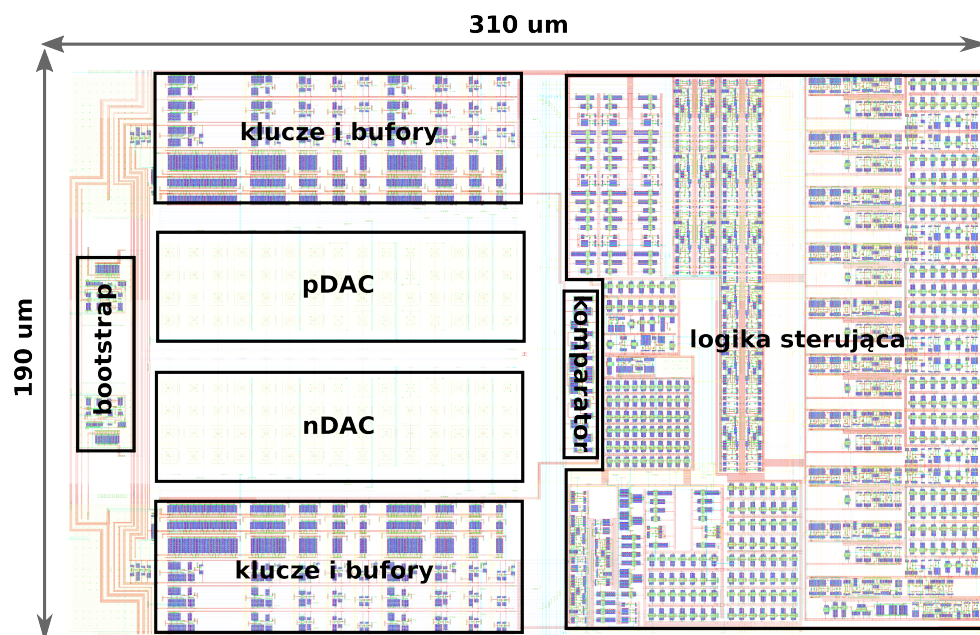 310 um
klucze i bufory
pDAC
190 um
bootstrap
komparator
logika sterująca
nDAC
klucze i bufory